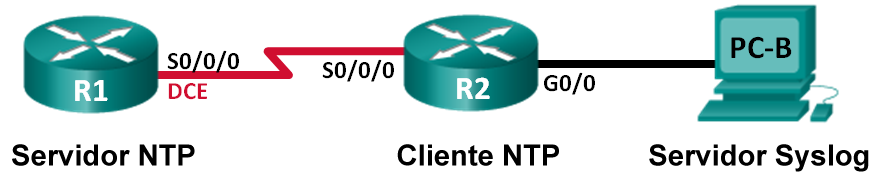 R1
S0/0/0
DCE
S0/0/0
R2
G0/0
PC-B
Servidor NTP
Cliente NTP
Servidor Syslog